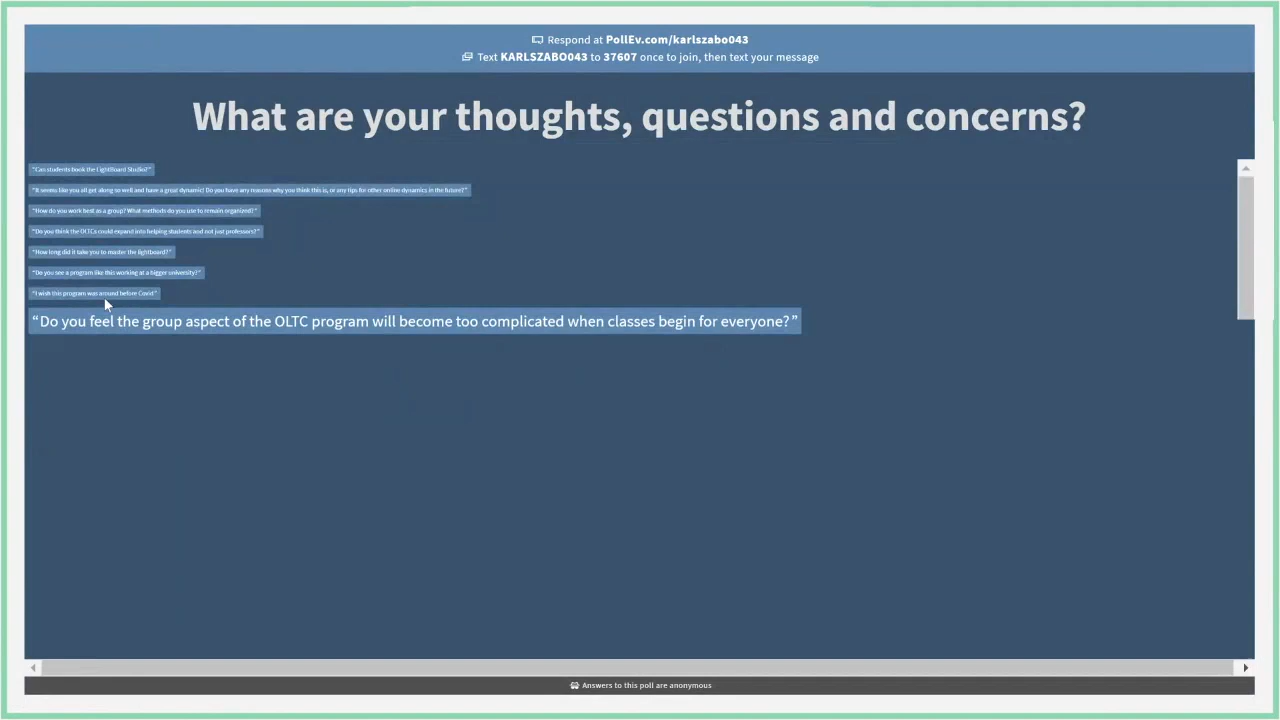 Respond at PollEv.com/karlszabo043
Text KARLSZABO043 to 37607 once to join, then text your message
What are your thoughts, questions and concerns?
“Can students book the LightBoard Studio?”
“It seems like you all get along so well and have a great dynamic! Do you have any reasons why you think this is, or any tips for other online dynamics in the future?”
“How do you work best as a group? What methods do you use to remain organized?”
“Do you think the OLTCs could expand into helping students and not just professors?”
“How long did it take you to master the lightboard?”
“Do you see a program like this working at a bigger university?”
“I wish this program was around before Covid”
“Do you feel the group aspect of the OLTC program will become too complicated when classes begin for everyone?”
Answers to this poll are anonymous